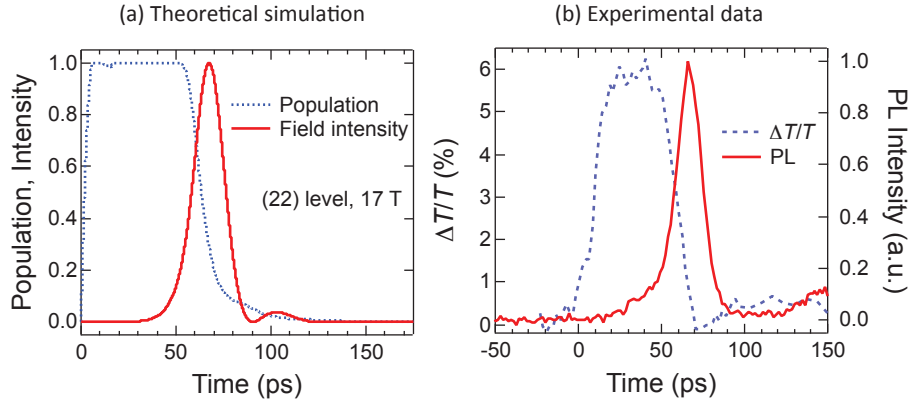 (a) Theoretical simulation
Population, Intensity
1.0
0.8
0.6
0.4
0.2
0.0
Population
Field intensity
(22) level, 17 T
0
50
100
150
Time (ps)
(b) Experimental data
ΔT/T (%)
6
5
4
3
2
1
0
ΔT/T
PL
1.0
0.8
0.6
0.4
0.2
0.0
PL Intensity (a.u.)
-50
0
50
100
150
Time (ps)